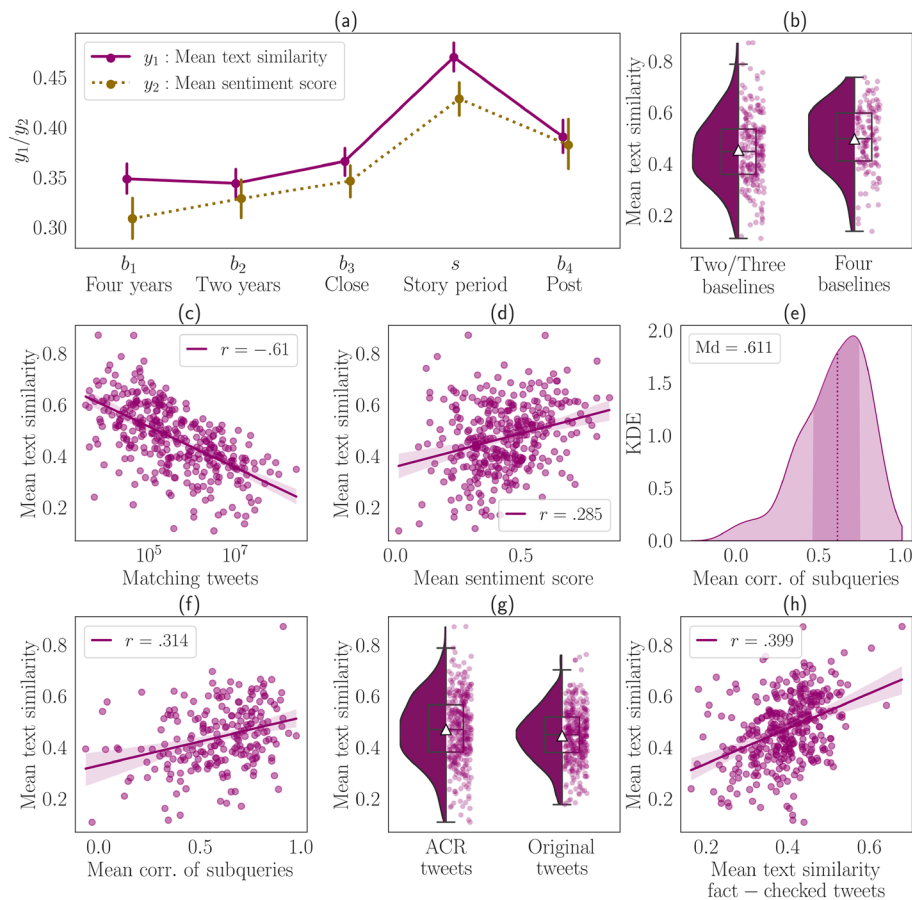 (a)
y₁ : Mean text similarity
y₂ : Mean sentiment score
y₁/y₂
0.45
0.40
0.35
0.30
b₁
Four years
b₂
Two years
b₃
Close
s
Story period
b₄
Post
(b)
Mean text similarity
0.8
0.6
0.4
0.2
Two/Three
baselines
Four
baselines
(c)
r = −.61
Mean text similarity
0.8
0.6
0.4
0.2
10⁵
10⁷
Matching tweets
(d)
r = .285
Mean text similarity
0.8
0.6
0.4
0.2
0.0
0.5
Mean sentiment score
(e)
Md = .611
KDE
2.0
1.5
1.0
0.5
0.0
0.0
0.5
1.0
Mean corr. of subqueries
(f)
r = .314
Mean text similarity
0.8
0.6
0.4
0.2
0.0
0.5
1.0
Mean corr. of subqueries
(g)
Mean text similarity
0.8
0.6
0.4
0.2
ACR
tweets
Original
tweets
(h)
r = .399
Mean text similarity
0.8
0.6
0.4
0.2
0.2
0.4
0.6
Mean text similarity
fact − checked tweets